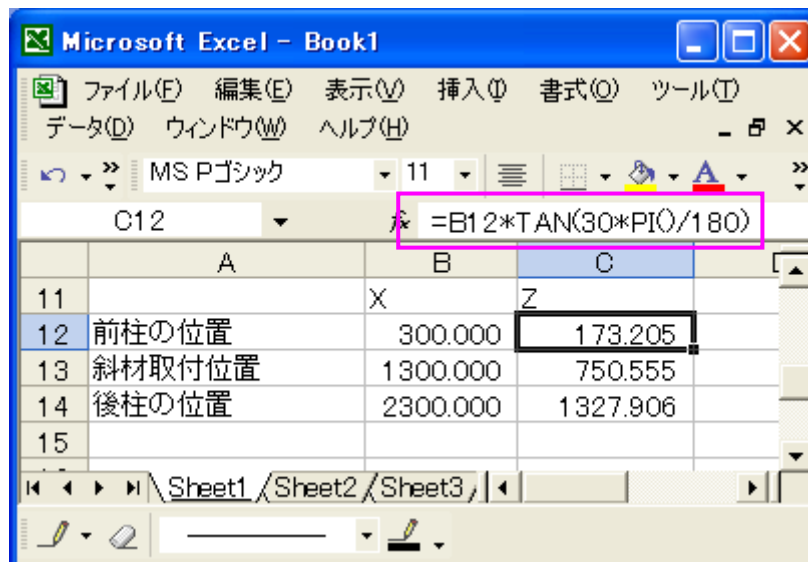 Microsoft Excel - Book1
ファイル(F) 編集(E) 表示(V) 挿入(I) 書式(O) ツール(T)
データ(D) ウィンドウ(W) ヘルプ(H)
MS Pゴシック 11
C12 fx =B12*TAN(30*PI()/180)
A B C
11 X Z
12 前柱の位置 300.000 173.205
13 斜材取付位置 1300.000 750.555
14 後柱の位置 2300.000 1327.906
15
Sheet1 Sheet2 Sheet3